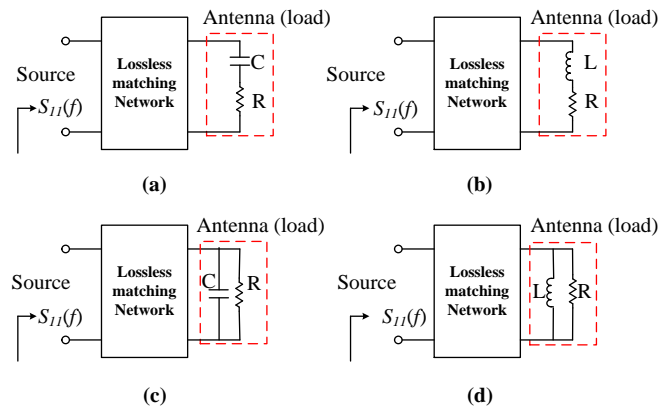 Antenna (load)
Source
S11(f)
Lossless
matching
Network
C
R
(a)
Antenna (load)
Source
S11(f)
Lossless
matching
Network
L
R
(b)
Antenna (load)
Source
S11(f)
Lossless
matching
Network
C
R
(c)
Antenna (load)
Source
S11(f)
Lossless
matching
Network
L
R
(d)